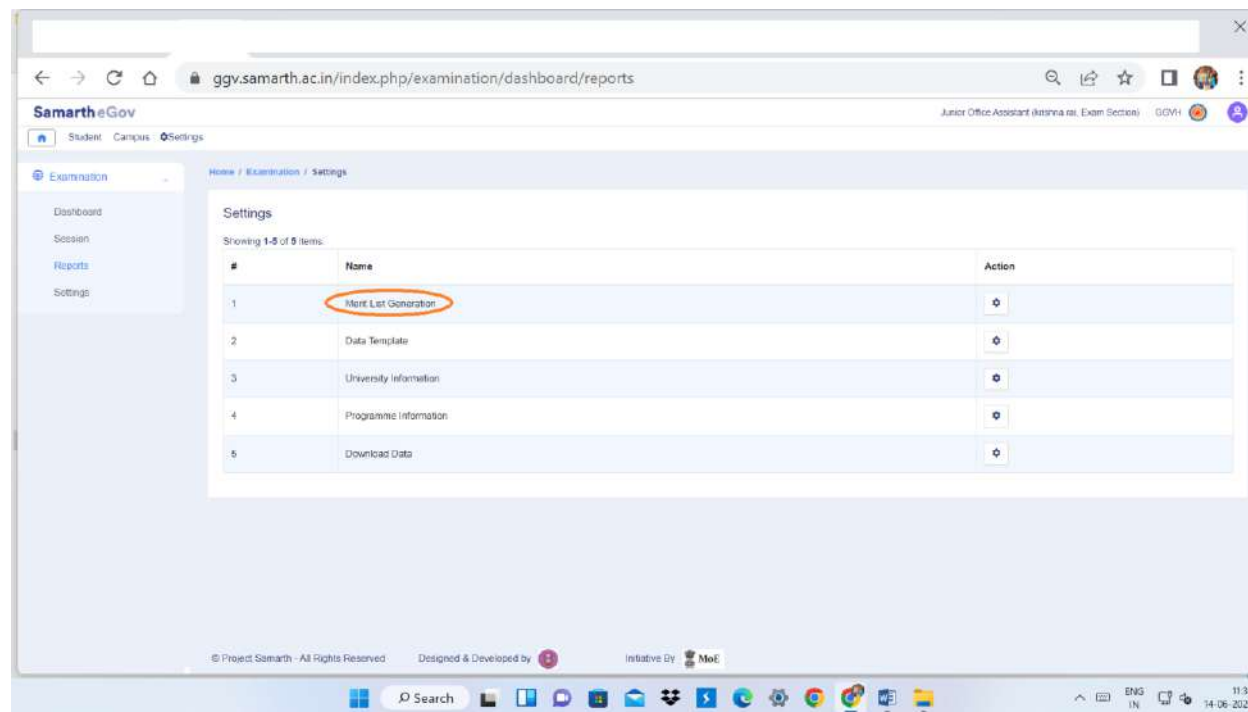 ggv.samarth.ac.in/index.php/examination/dashboard/reports
SamartheGov
Junior Office Assistant (krishna rai, Exam Section) GGVH
Student Campus Settings
Examination
Home / Examination / Settings
Dashboard
Session
Reports
Settings
Settings
Showing 1-5 of 5 items.
# Name Action
1 Merit List Generation
2 Data Template
3 University Information
4 Programme Information
5 Download Data
© Project Samarth - All Rights Reserved Designed & Developed by Initiative By MoE
Search
ENG
IN
11:3
14-06-202